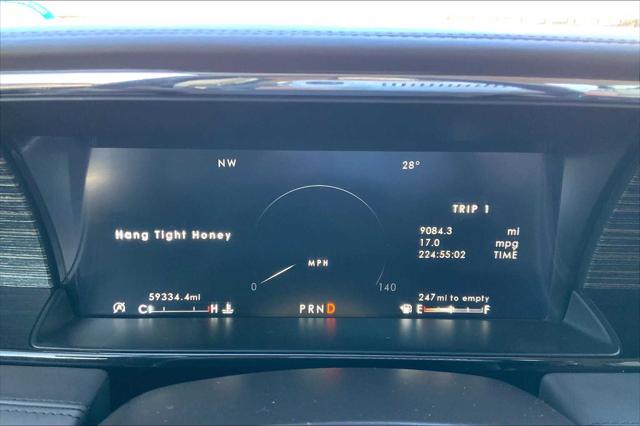 NW
28°
TRIP 1
9084.3 mi
17.0 mpg
224:55:02 TIME
Hang Tight Honey
MPH
0
140
59334.4mi
247mi to empty
C H
PRND
E F